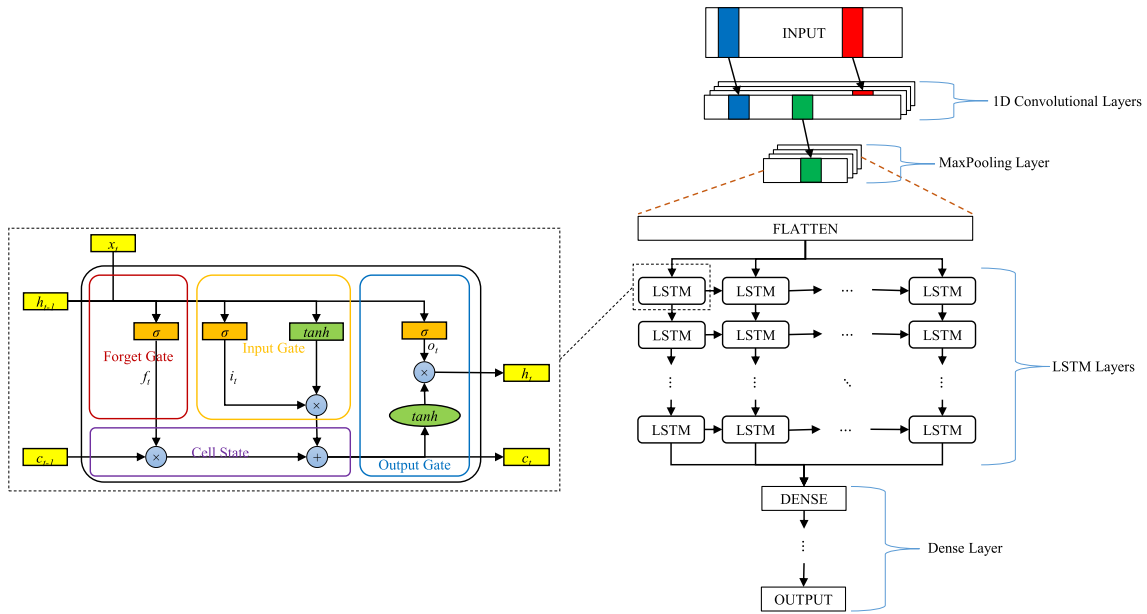 INPUT
1D Convolutional Layers
MaxPooling Layer
FLATTEN
LSTM LSTM ... LSTM
LSTM LSTM ... LSTM
⋮ ⋮ ⋱ ⋮
LSTM LSTM ... LSTM
LSTM Layers
DENSE
⋮
Dense Layer
OUTPUT
x_t
h_{t-1}
σ σ tanh σ
Forget Gate
Input Gate
o_t
f_t
i_t
×
h_t
×
tanh
c_{t-1}
×
Cell State
+
Output Gate
c_t